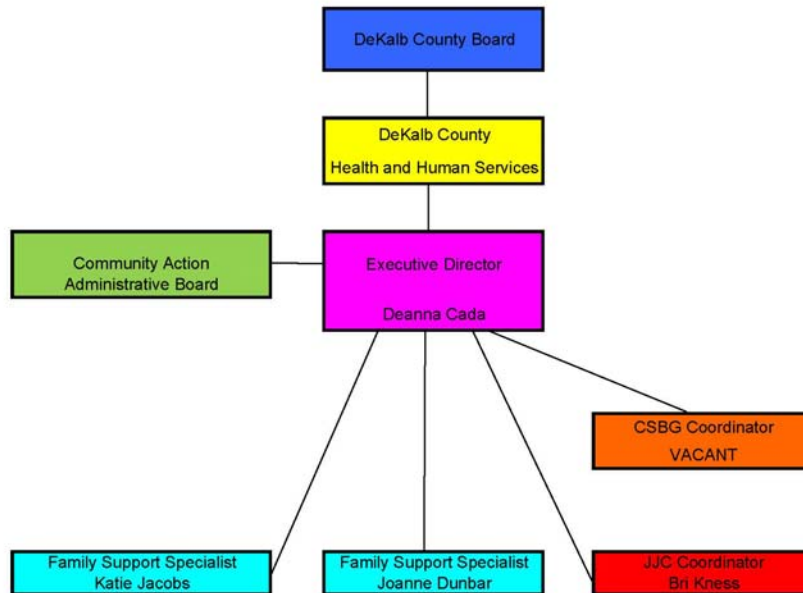 DeKalb County Board
DeKalb County
Health and Human Services
Community Action
Administrative Board
Executive Director
Deanna Cada
CSBG Coordinator
VACANT
Family Support Specialist
Katie Jacobs
Family Support Specialist
Joanne Dunbar
JJC Coordinator
Bri Kness